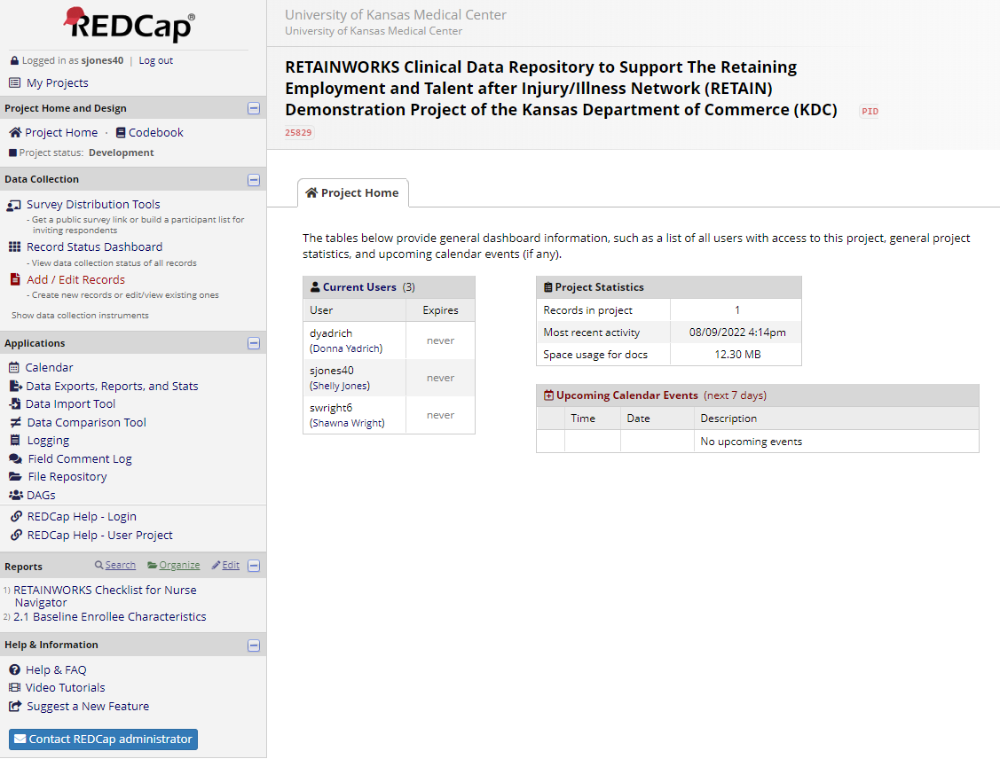 REDCap®
Logged in as sjones40 | Log out
My Projects
Project Home and Design
Project Home · Codebook
Project status: Development
Data Collection
Survey Distribution Tools
- Get a public survey link or build a participant list for
inviting respondents
Record Status Dashboard
- View data collection status of all records
Add / Edit Records
- Create new records or edit/view existing ones
Show data collection instruments
Applications
Calendar
Data Exports, Reports, and Stats
Data Import Tool
Data Comparison Tool
Logging
Field Comment Log
File Repository
DAGs
REDCap Help - Login
REDCap Help - User Project
Reports Search Organize Edit
1) RETAINWORKS Checklist for Nurse
Navigator
2) 2.1 Baseline Enrollee Characteristics
Help & Information
Help & FAQ
Video Tutorials
Suggest a New Feature
Contact REDCap administrator
University of Kansas Medical Center
University of Kansas Medical Center
RETAINWORKS Clinical Data Repository to Support The Retaining
Employment and Talent after Injury/Illness Network (RETAIN)
Demonstration Project of the Kansas Department of Commerce (KDC) PID
25829
Project Home
The tables below provide general dashboard information, such as a list of all users with access to this project, general project
statistics, and upcoming calendar events (if any).
Current Users (3)
User Expires
dyadrich
(Donna Yadrich) never
sjones40
(Shelly Jones) never
swright6
(Shawna Wright) never
Project Statistics
Records in project 1
Most recent activity 08/09/2022 4:14pm
Space usage for docs 12.30 MB
Upcoming Calendar Events (next 7 days)
Time Date Description
No upcoming events